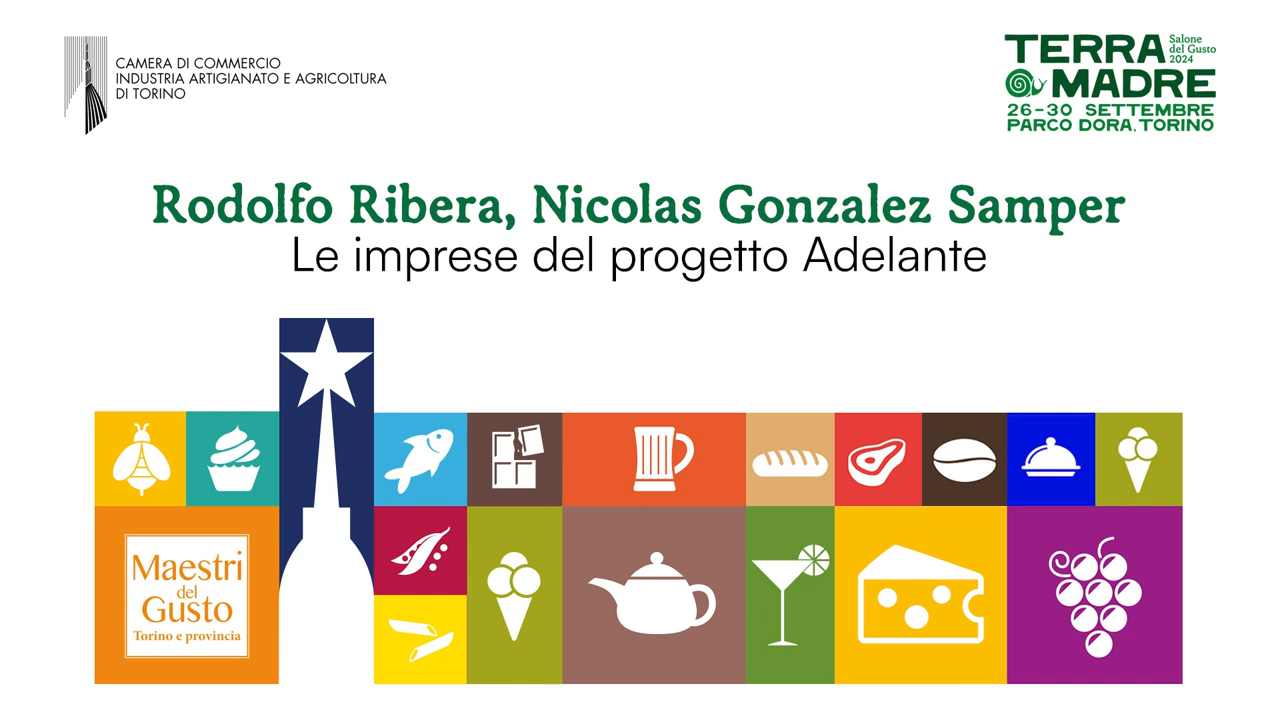 CAMERA DI COMMERCIO
INDUSTRIA ARTIGIANATO E AGRICOLTURA
DI TORINO
TERRA
MADRE
Salone
del Gusto
2024
26-30 SETTEMBRE
PARCO DORA, TORINO
Rodolfo Ribera, Nicolas Gonzalez Samper
Le imprese del progetto Adelante
Maestri
del
Gusto
Torino e provincia